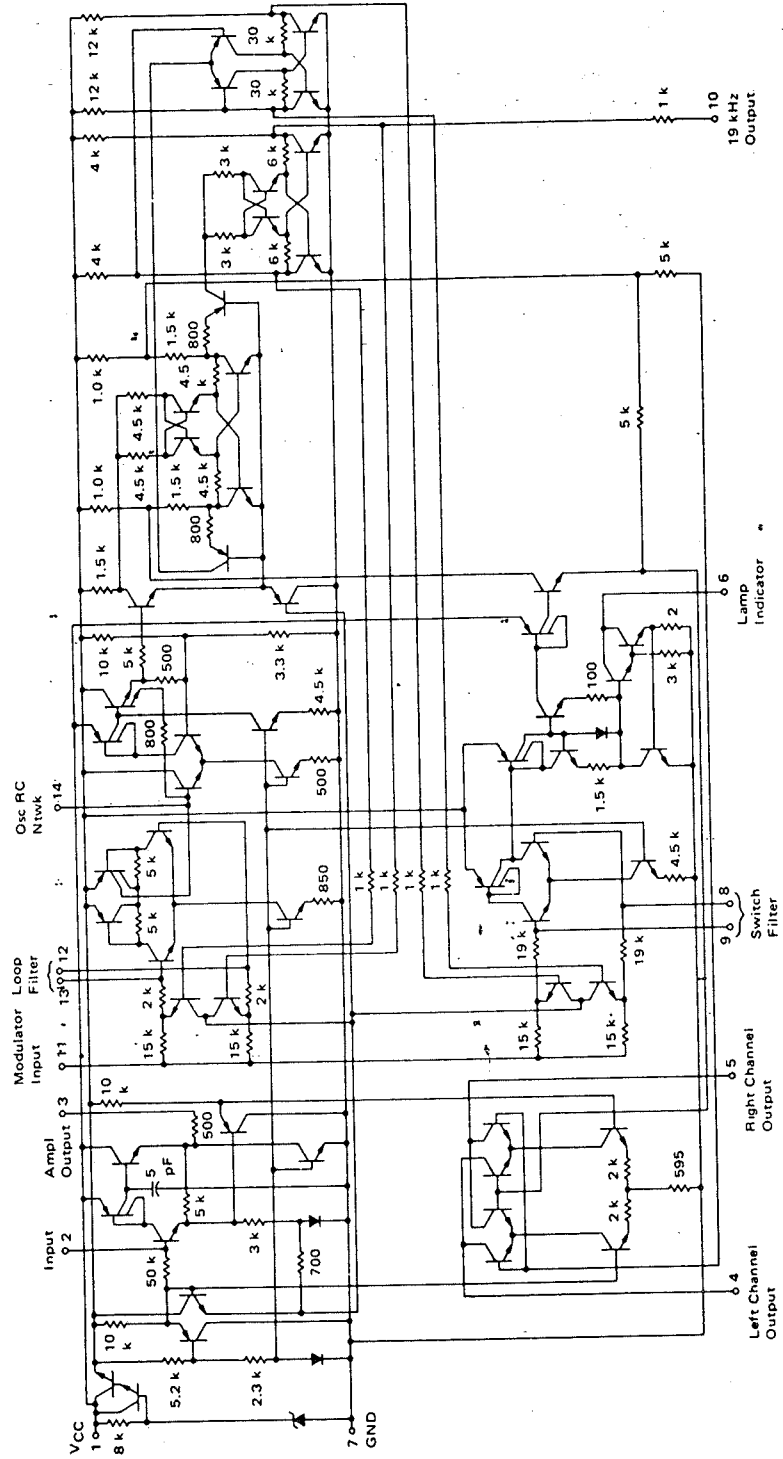 Input
2
Ampl
Output
3
Modulator
Input
11
Loop
Filter
13
12
Osc RC
Ntwk
14
VCC
1
8 k
10
k
5.2 k
2.3 k
50 k
5
pF
5 k
3 k
700
500
10
k
15 k
2 k
15 k
2 k
5 k
5 k
850
800
500
4.5 k
10 k
5 k
500
3.3 k
1.5 k
800
1.0 k
4.5 k
1.5 k
4.5 k
4.5 k
4.5
k
1.0 k
1.5 k
800
4 k
3 k
6 k
3 k
6 k
4 k
12 k
30
k
12 k
30
k
7
GND
1 k
1 k
1 k
1 k
2 k
2 k
595
15 k
19 k
15 k
19 k
4.5 k
1.5 k
100
3 k
2
5 k
5 k
1 k
4
Left Channel
Output
5
Right Channel
Output
9
8
Switch
Filter
6
Lamp
Indicator
10
19 kHz
Output